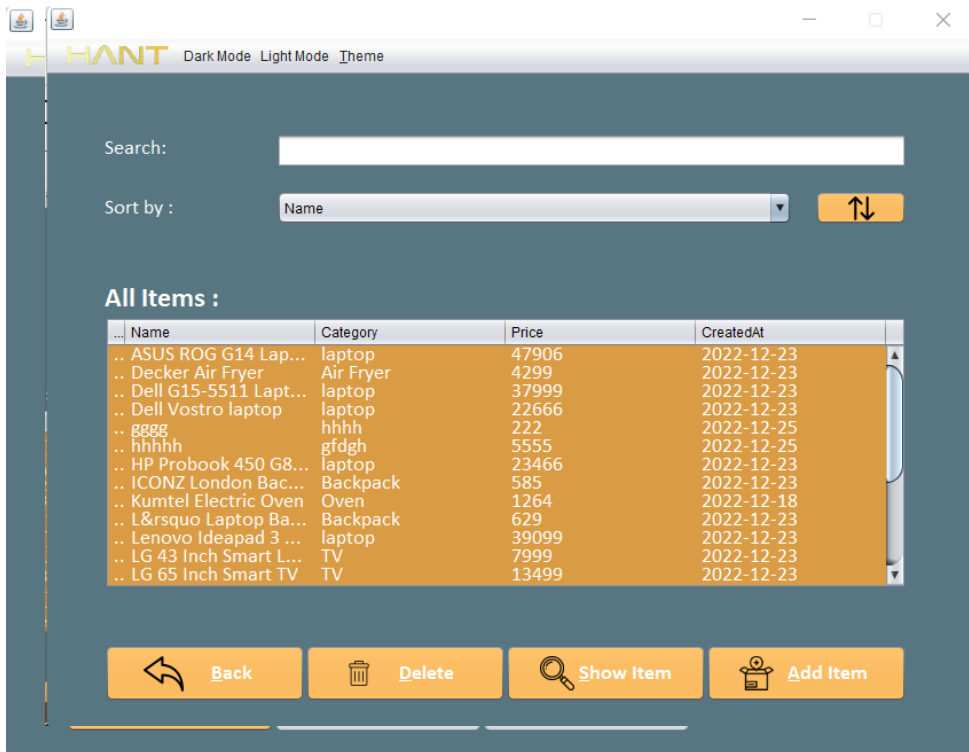 HANT Dark Mode Light Mode Theme
Search:
Sort by : Name
All Items :
... Name Category Price CreatedAt
.. ASUS ROG G14 Lap... laptop 47906 2022-12-23
.. Decker Air Fryer Air Fryer 4299 2022-12-23
.. Dell G15-5511 Lapt... laptop 37999 2022-12-23
.. Dell Vostro laptop laptop 22666 2022-12-23
.. gggg hhhh 222 2022-12-25
.. hhhhh gfdgh 5555 2022-12-25
.. HP Probook 450 G8... laptop 23466 2022-12-23
.. ICONZ London Bac... Backpack 585 2022-12-23
.. Kumtel Electric Oven Oven 1264 2022-12-18
.. L&rsquo Laptop Ba... Backpack 629 2022-12-23
.. Lenovo Ideapad 3 ... laptop 39099 2022-12-23
.. LG 43 Inch Smart L... TV 7999 2022-12-23
.. LG 65 Inch Smart TV TV 13499 2022-12-23
Back Delete Show Item Add Item